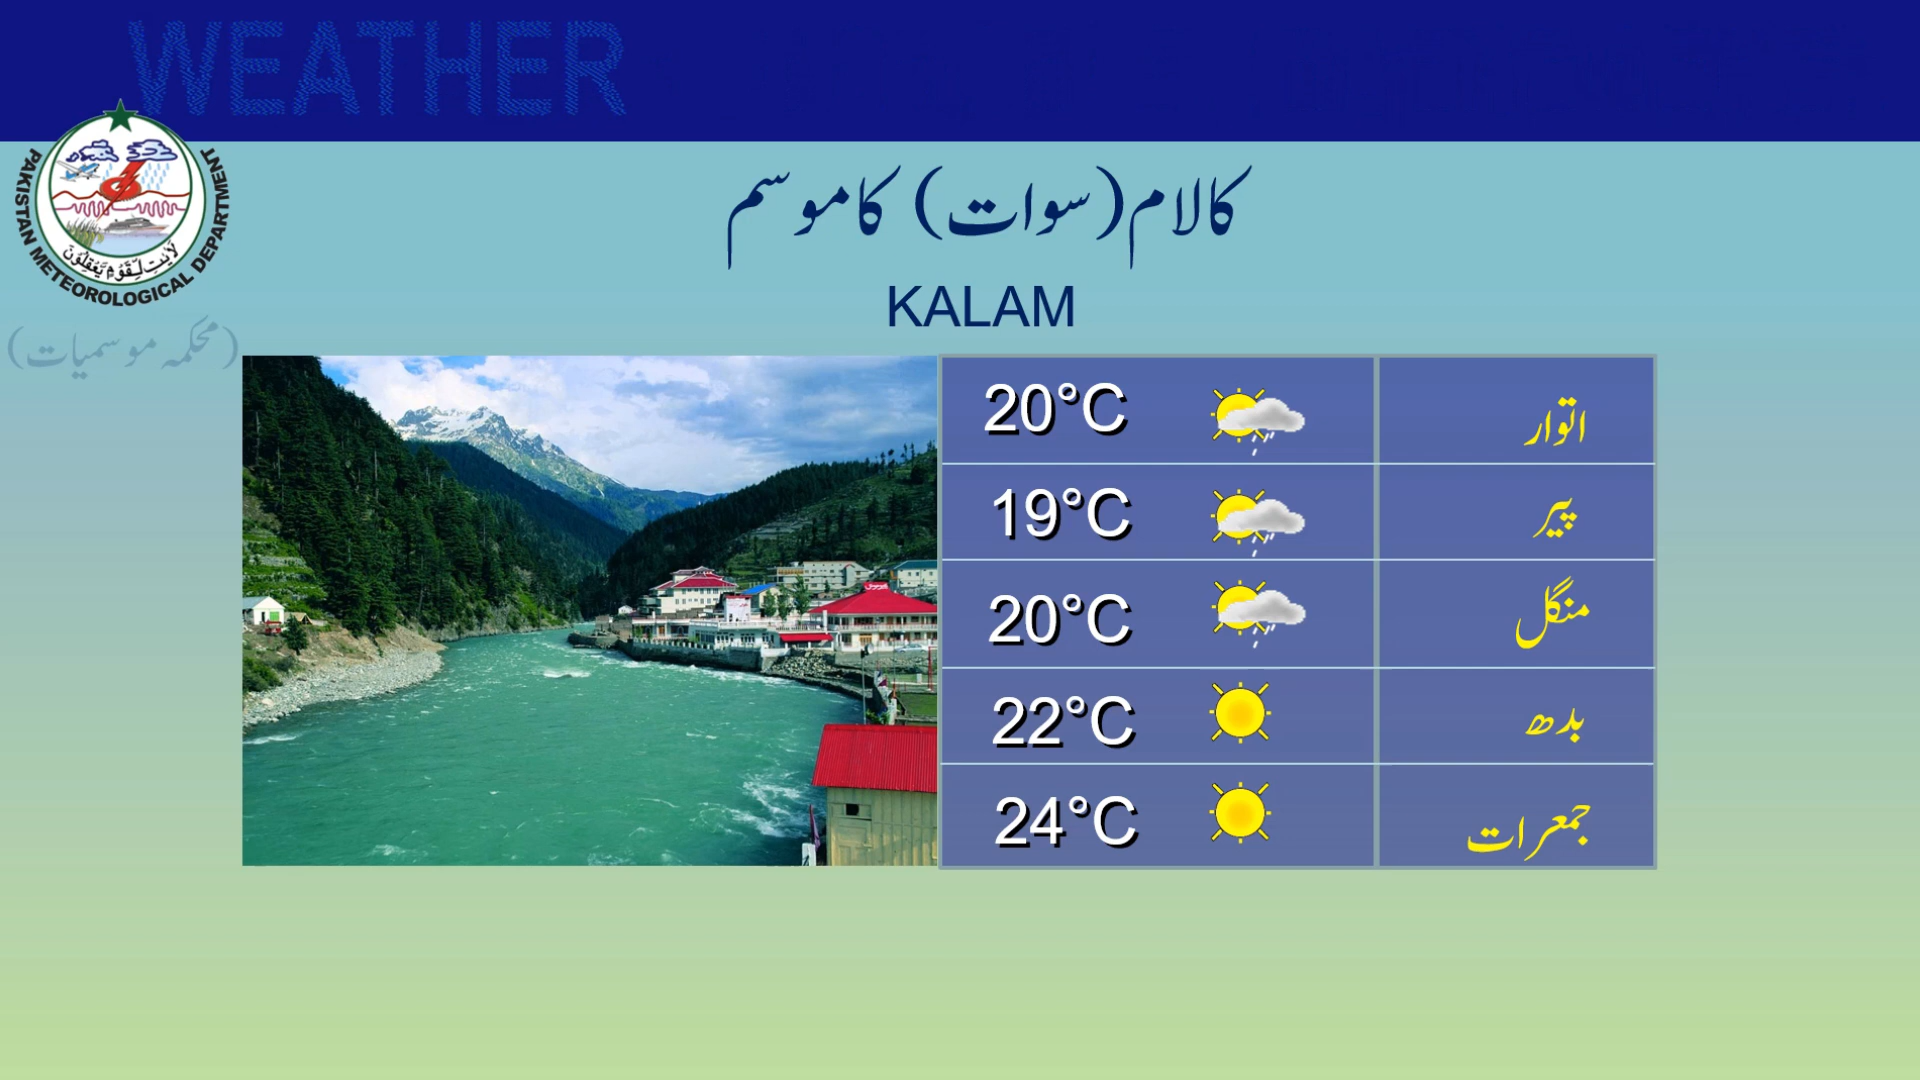 WEATHER
PAKISTAN METEOROLOGICAL DEPARTMENT
لَاٰيٰتٍ لِّقَوْمٍ يَّعْقِلُوْنَ
(محکمہ موسمیات)
کالام (سوات) کا موسم
KALAM
اتوار 20°C
پیر 19°C
منگل 20°C
بدھ 22°C
جمعرات 24°C